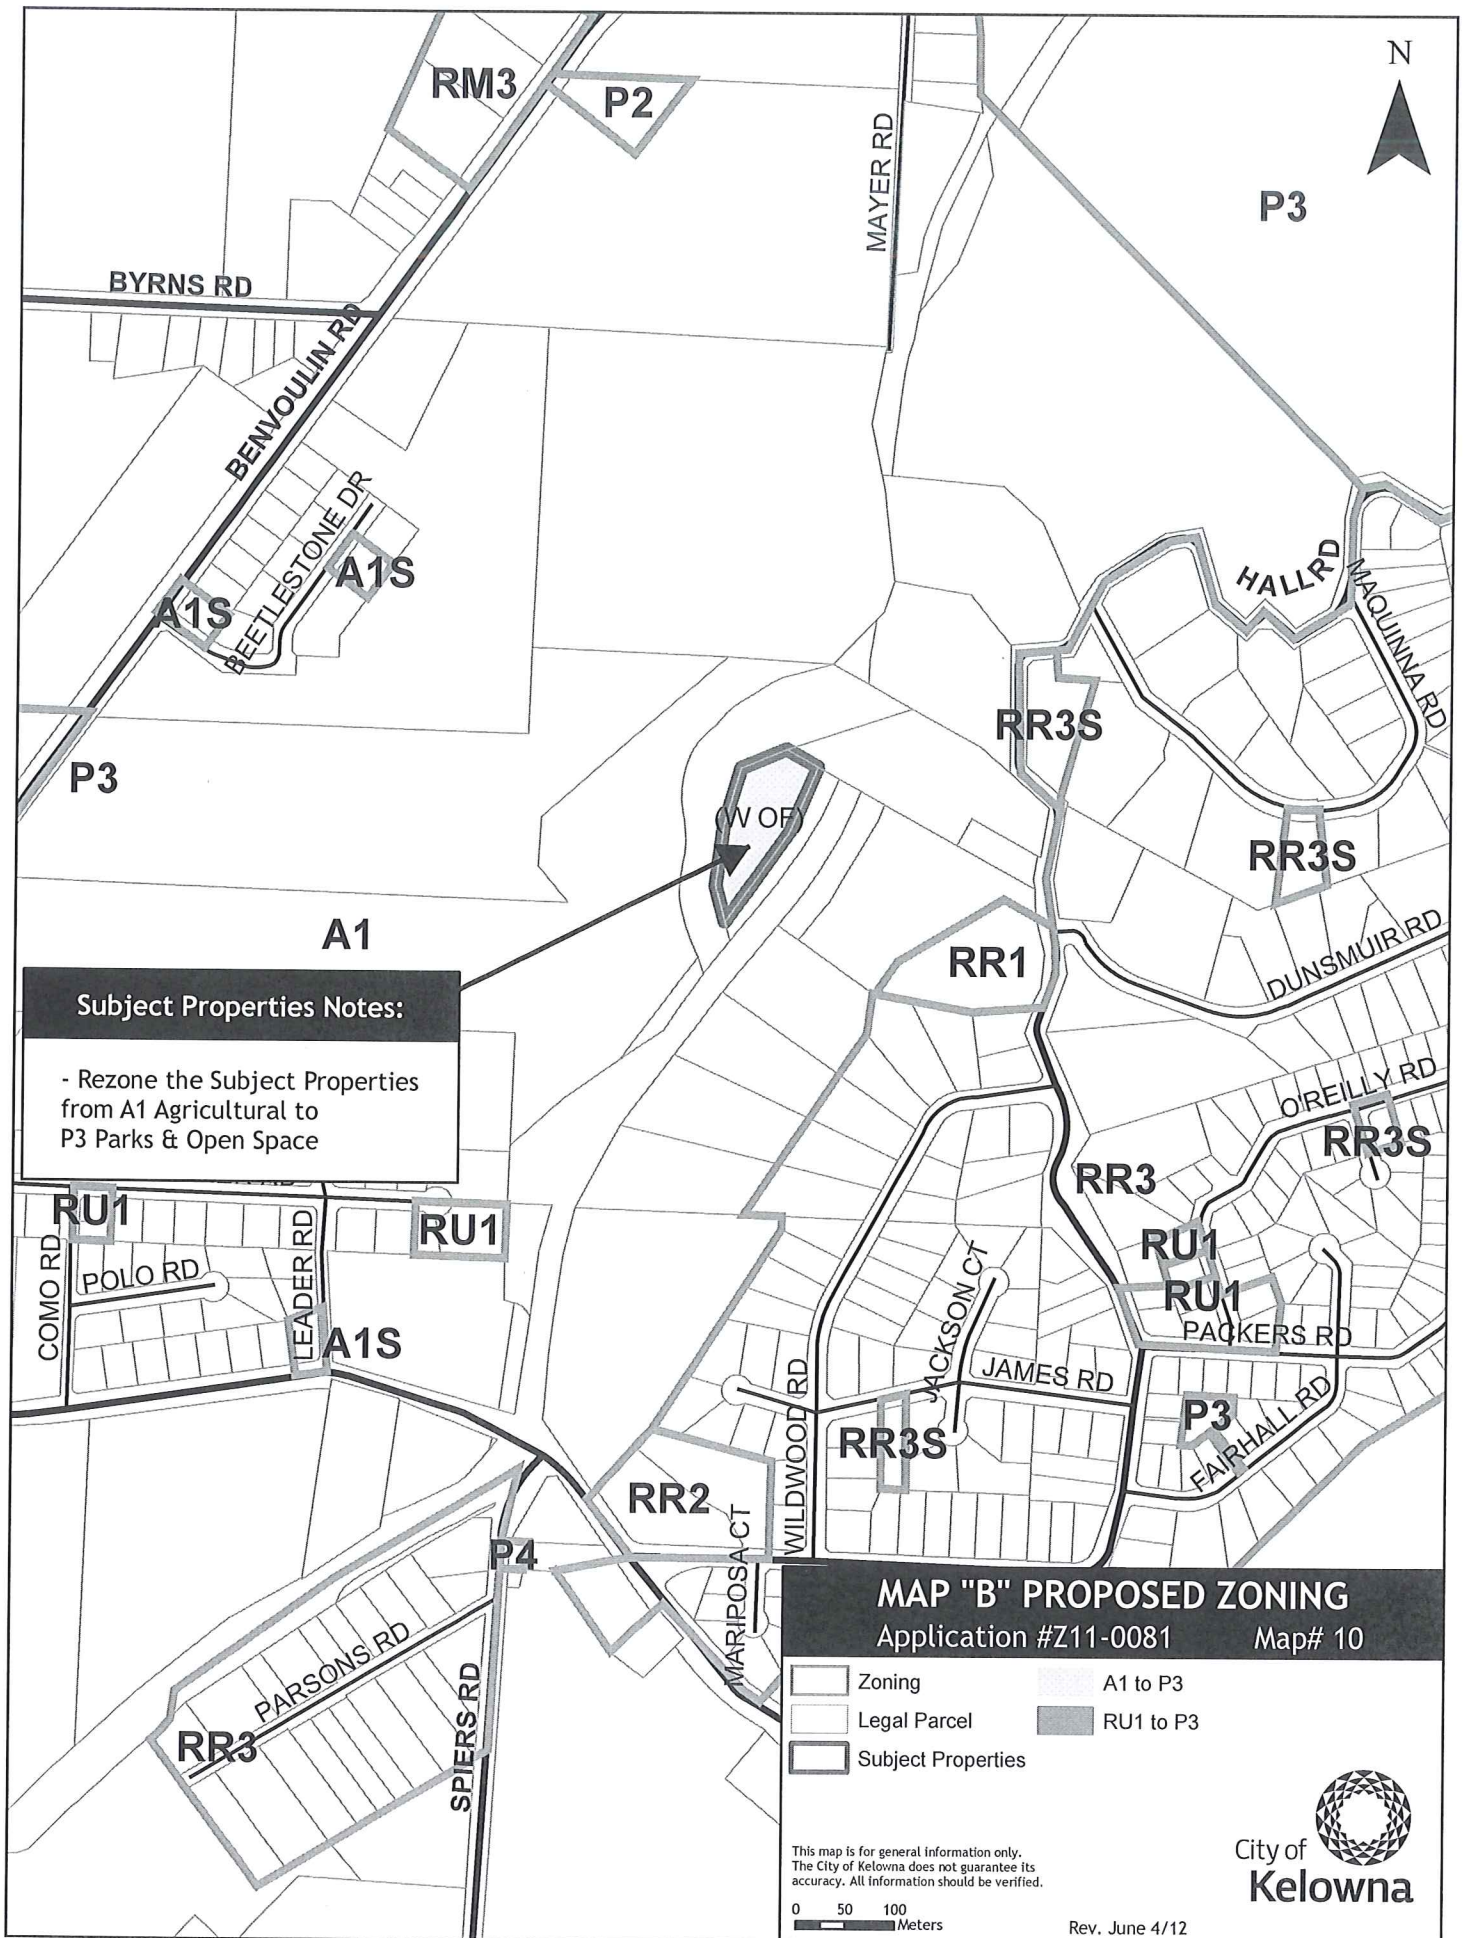 N
RM3
P2
MAYER RD
P3
BYRNS RD
BENVOULIN RD
BEETLESTONE DR
A1S
A1S
HALL RD
MAQUINNA RD
RR3S
P3
(W OF)
RR3S
A1
RR1
DUNSMUIR RD
Subject Properties Notes:
- Rezone the Subject Properties
from A1 Agricultural to
P3 Parks & Open Space
O'REILLY RD
RR3S
RR3
RU1
RU1
COMO RD
POLO RD
LEADER RD
A1S
RU1
RU1
PACKERS RD
JACKSON CT
JAMES RD
WILDWOOD RD
RR3S
P3
FAIRHALL RD
RR2
MARIPOSA CT
P4
PARSONS RD
RR3
SPIERS RD
MAP "B" PROPOSED ZONING
Application #Z11-0081 Map# 10
Zoning
A1 to P3
Legal Parcel
RU1 to P3
Subject Properties
This map is for general information only.
The City of Kelowna does not guarantee its
accuracy. All information should be verified.
0 50 100
Meters
Rev. June 4/12
City of
Kelowna